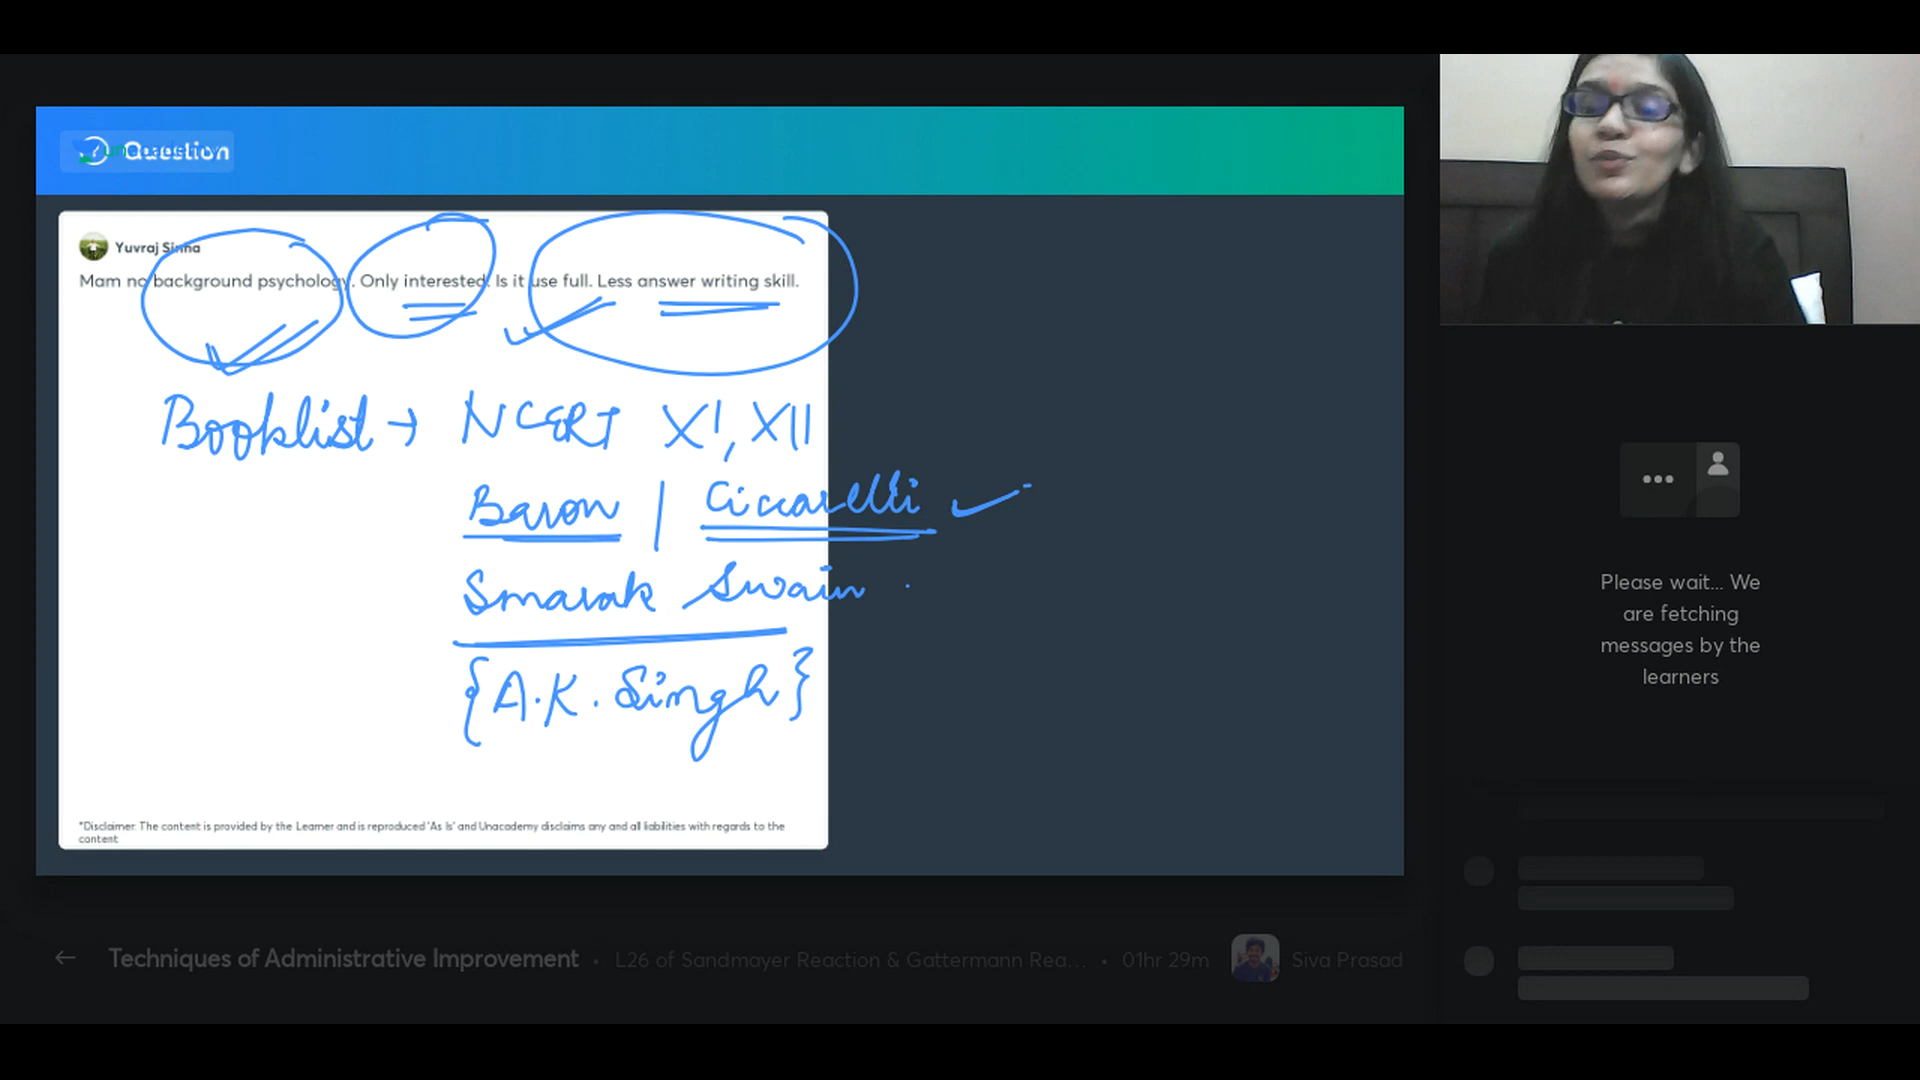 Question
Yuvraj Sinha
Mam no background psychology. Only interested. Is it use full. Less answer writing skill.
Booklist → NCERT XI, XII
Baron | Ciccarelli
Smarak Swain
{A.K. Singh}
*Disclaimer: The content is provided by the Learner and is reproduced 'As Is' and Unacademy disclaims any and all liabilities with regards to the
content
Please wait... We
are fetching
messages by the
learners
Techniques of Administrative Improvement • L26 of Sandmayer Reaction & Gattermann Rea... • 01hr 29m Siva Prasad